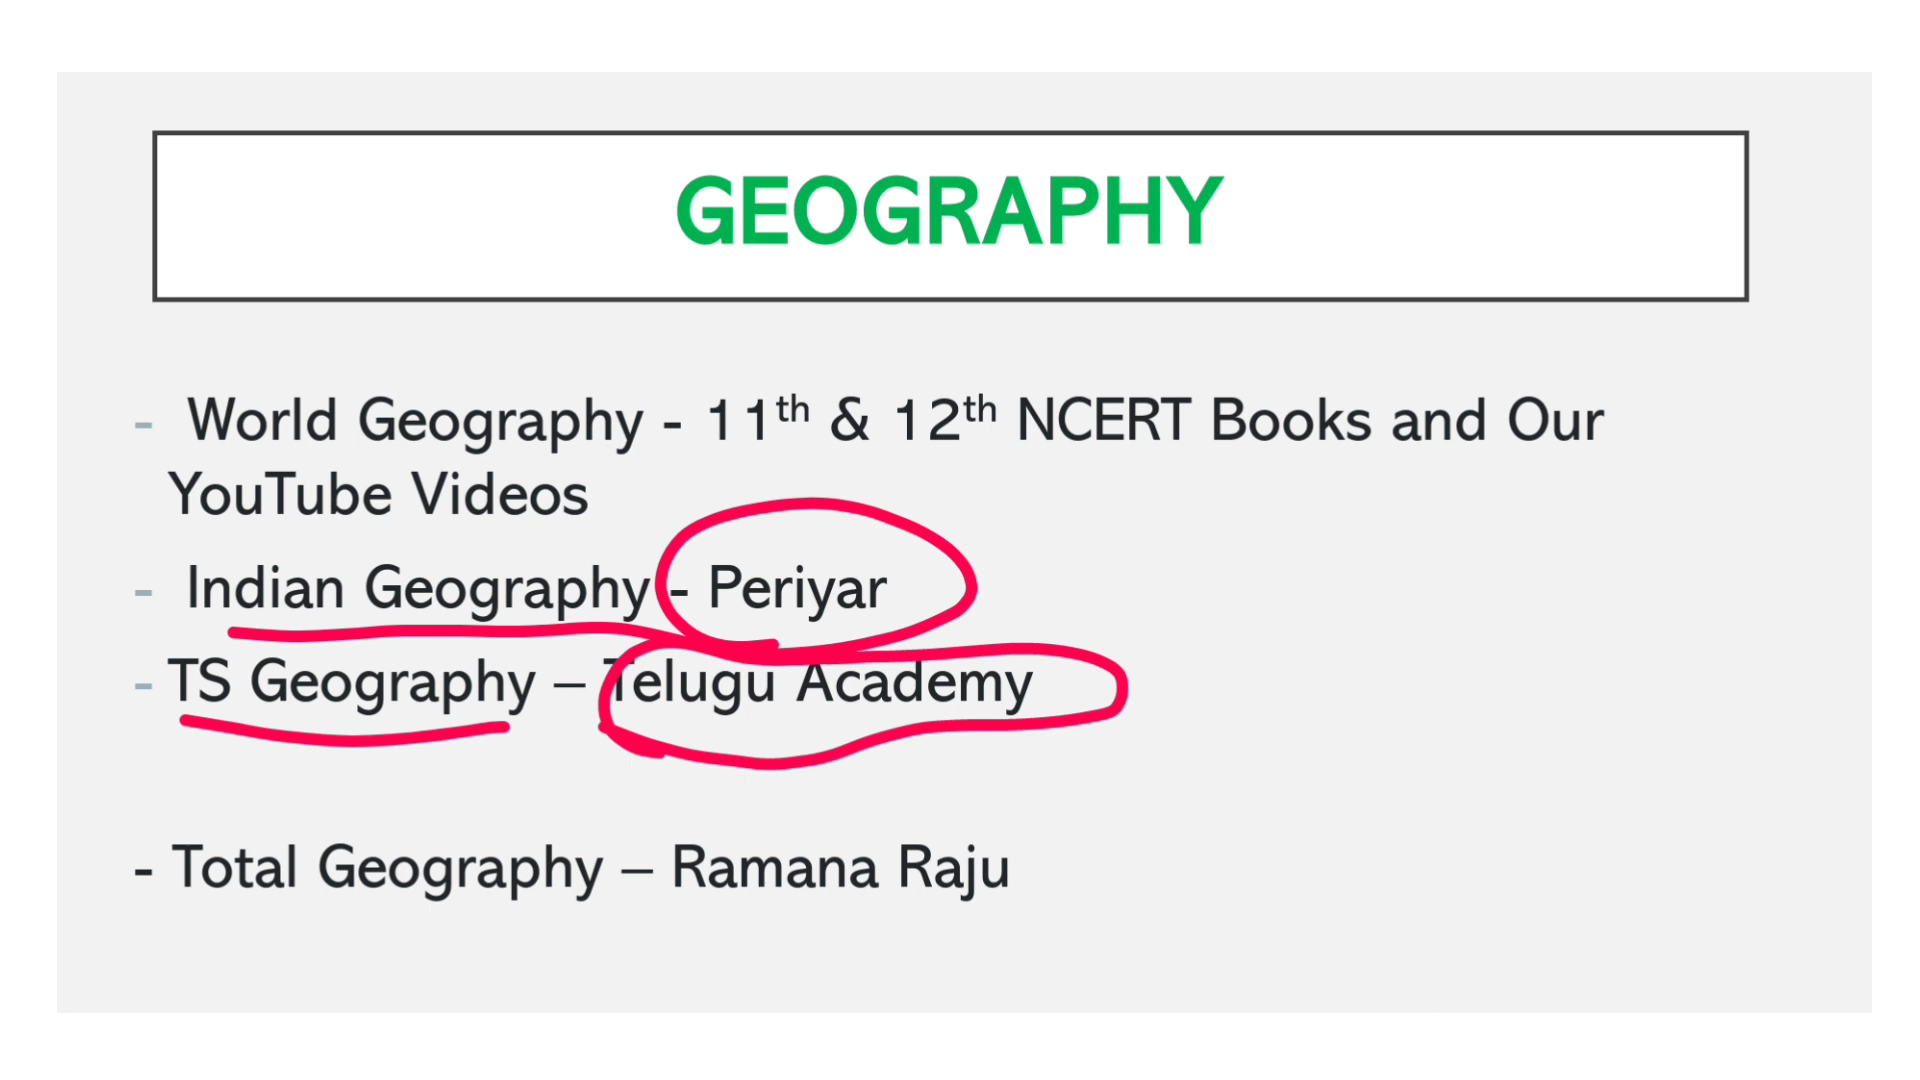 GEOGRAPHY
- World Geography - 11th & 12th NCERT Books and Our
YouTube Videos
- Indian Geography - Periyar
- TS Geography – Telugu Academy
- Total Geography – Ramana Raju